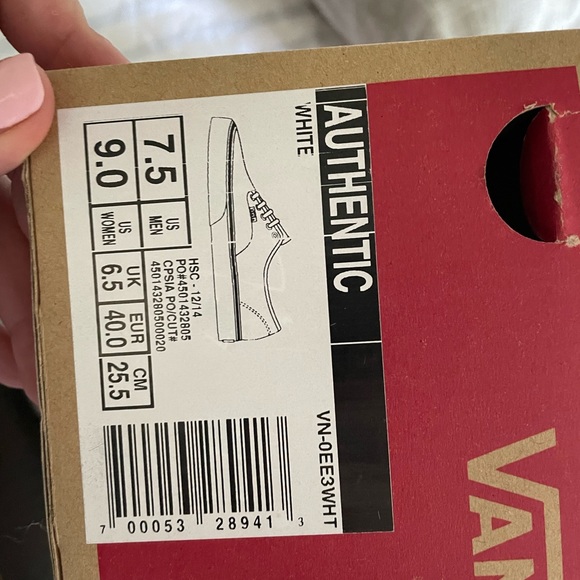 AUTHENTIC
WHITE
VN-0EE3WHT
HSC - 12/14
PO#4501432805
CPSIA PO/CUT#
450143280500020
7.5 US MEN
9.0 US WOMEN
UK 6.5
EUR 40.0
CM 25.5
7 00053 28941 3
VAN